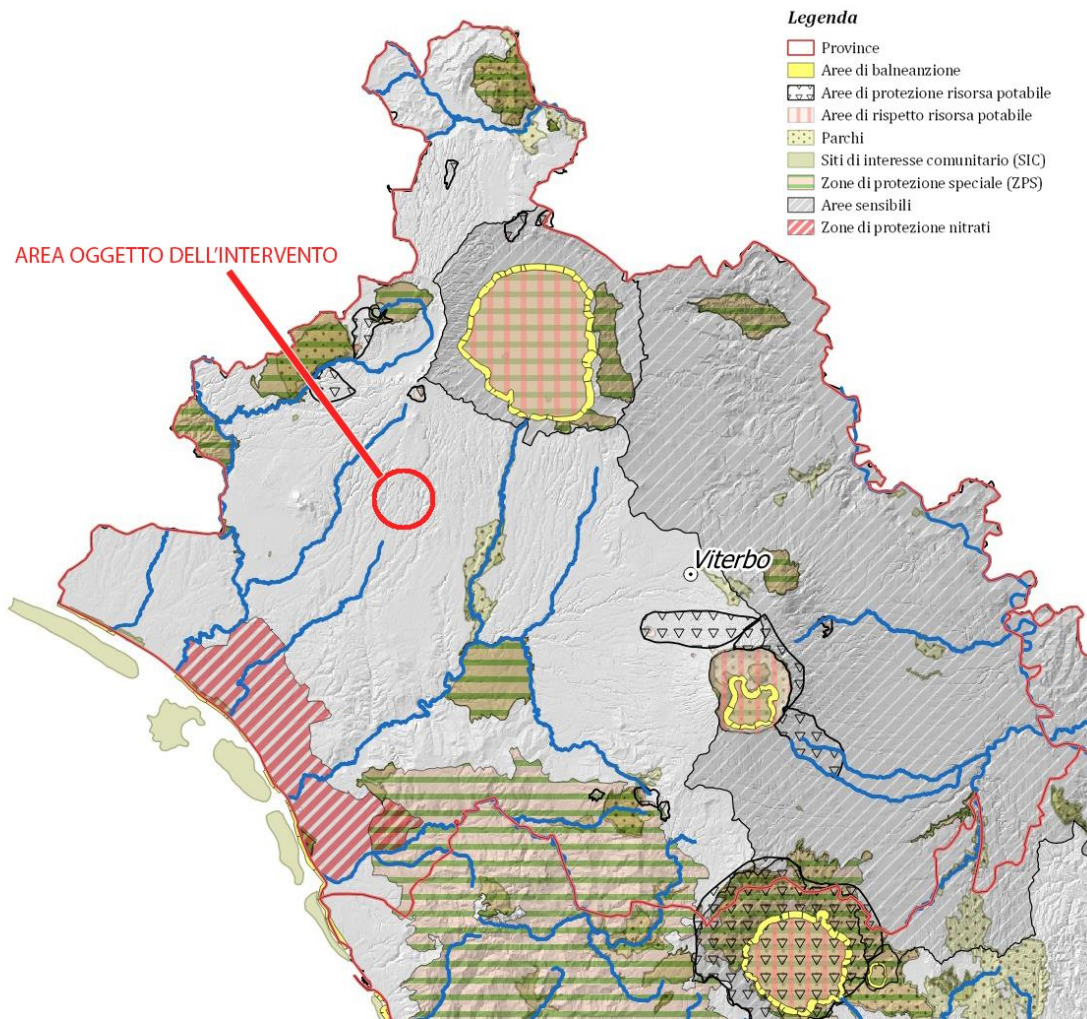 Legenda
Province
Aree di balneanzione
Aree di protezione risorsa potabile
Aree di rispetto risorsa potabile
Parchi
Siti di interesse comunitario (SIC)
Zone di protezione speciale (ZPS)
Aree sensibili
Zone di protezione nitrati
AREA OGGETTO DELL'INTERVENTO
Viterbo